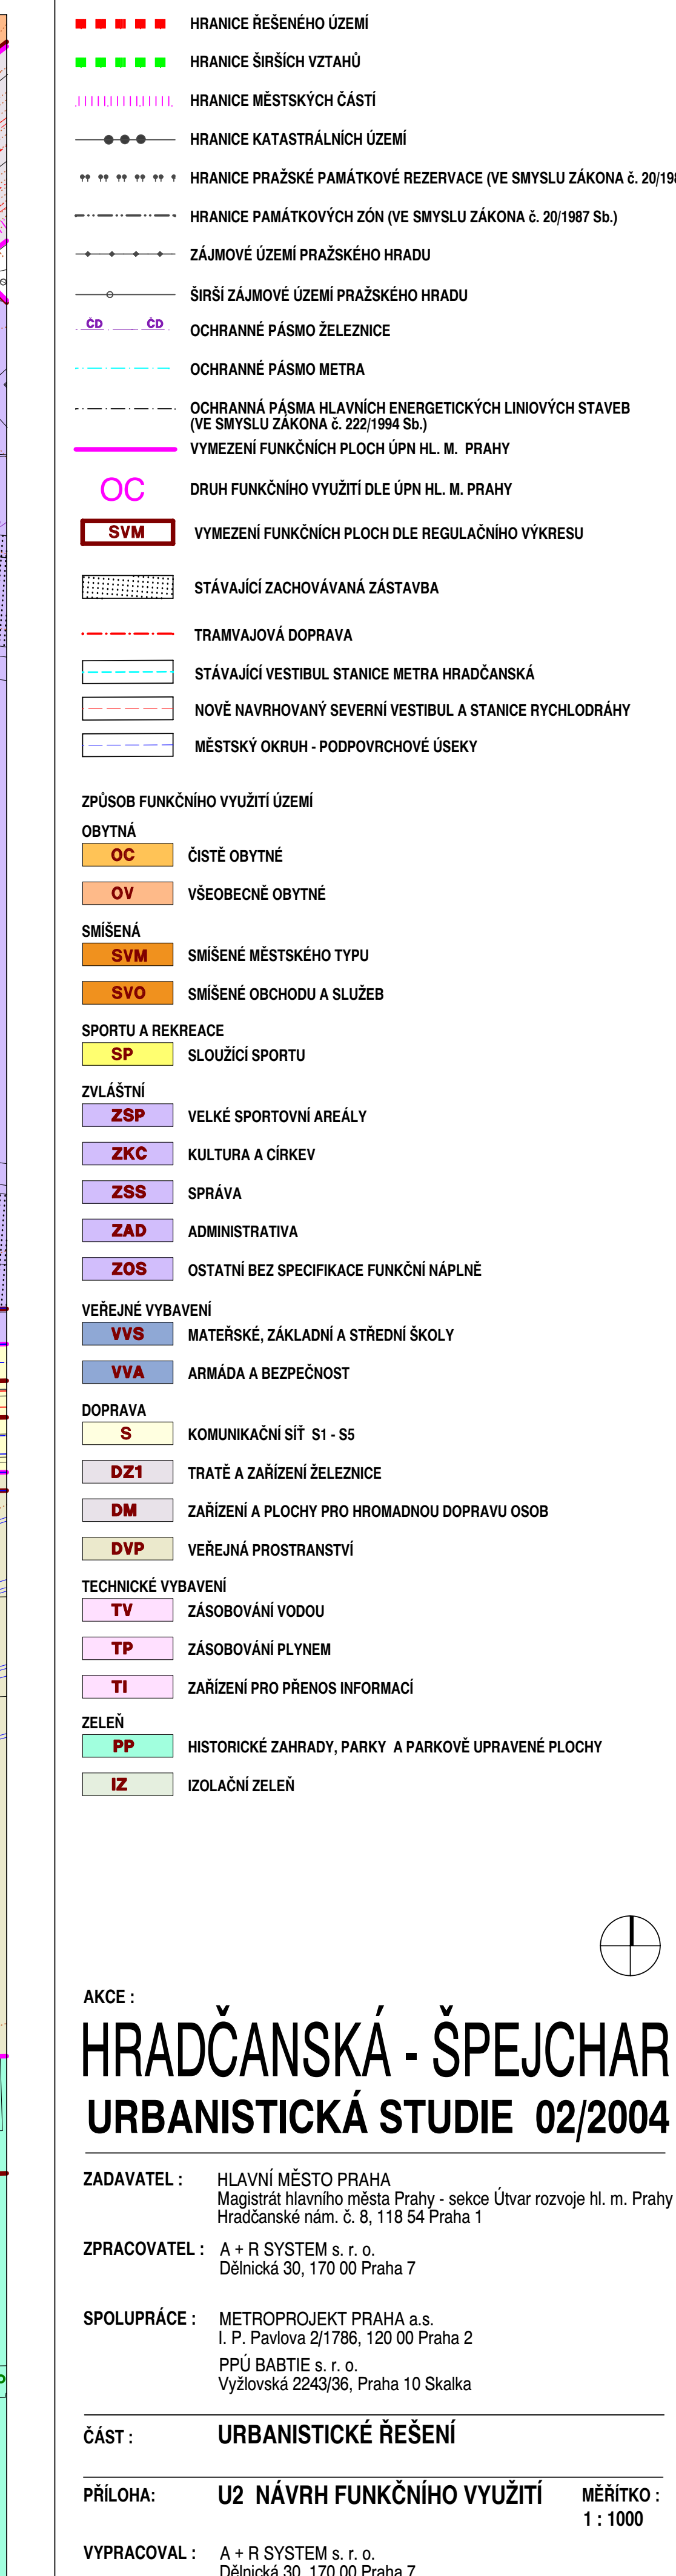 HRANICE ŘEŠENÉHO ÚZEMÍ
HRANICE ŠIRŠÍCH VZTAHŮ
HRANICE MĚSTSKÝCH ČÁSTÍ
HRANICE KATASTRÁLNÍCH ÚZEMÍ
HRANICE PRAŽSKÉ PAMÁTKOVÉ REZERVACE (VE SMYSLU ZÁKONA č. 20/198
HRANICE PAMÁTKOVÝCH ZÓN (VE SMYSLU ZÁKONA č. 20/1987 Sb.)
ZÁJMOVÉ ÚZEMÍ PRAŽSKÉHO HRADU
ŠIRŠÍ ZÁJMOVÉ ÚZEMÍ PRAŽSKÉHO HRADU
ČD ČD OCHRANNÉ PÁSMO ŽELEZNICE
OCHRANNÉ PÁSMO METRA
OCHRANNÁ PÁSMA HLAVNÍCH ENERGETICKÝCH LINIOVÝCH STAVEB
(VE SMYSLU ZÁKONA č. 222/1994 Sb.)
VYMEZENÍ FUNKČNÍCH PLOCH ÚPN HL. M. PRAHY
OC DRUH FUNKČNÍHO VYUŽITÍ DLE ÚPN HL. M. PRAHY
SVM VYMEZENÍ FUNKČNÍCH PLOCH DLE REGULAČNÍHO VÝKRESU
STÁVAJÍCÍ ZACHOVÁVANÁ ZÁSTAVBA
TRAMVAJOVÁ DOPRAVA
STÁVAJÍCÍ VESTIBUL STANICE METRA HRADČANSKÁ
NOVĚ NAVRHOVANÝ SEVERNÍ VESTIBUL A STANICE RYCHLODRÁHY
MĚSTSKÝ OKRUH - PODPOVRCHOVÉ ÚSEKY
ZPŮSOB FUNKČNÍHO VYUŽITÍ ÚZEMÍ
OBYTNÁ
OC ČISTĚ OBYTNÉ
OV VŠEOBECNĚ OBYTNÉ
SMÍŠENÁ
SVM SMÍŠENÉ MĚSTSKÉHO TYPU
SVO SMÍŠENÉ OBCHODU A SLUŽEB
SPORTU A REKREACE
SP SLOUŽÍCÍ SPORTU
ZVLÁŠTNÍ
ZSP VELKÉ SPORTOVNÍ AREÁLY
ZKC KULTURA A CÍRKEV
ZSS SPRÁVA
ZAD ADMINISTRATIVA
ZOS OSTATNÍ BEZ SPECIFIKACE FUNKČNÍ NÁPLNĚ
VEŘEJNÉ VYBAVENÍ
VVS MATEŘSKÉ, ZÁKLADNÍ A STŘEDNÍ ŠKOLY
VVA ARMÁDA A BEZPEČNOST
DOPRAVA
S KOMUNIKAČNÍ SÍŤ S1 - S5
DZ1 TRATĚ A ZAŘÍZENÍ ŽELEZNICE
DM ZAŘÍZENÍ A PLOCHY PRO HROMADNOU DOPRAVU OSOB
DVP VEŘEJNÁ PROSTRANSTVÍ
TECHNICKÉ VYBAVENÍ
TV ZÁSOBOVÁNÍ VODOU
TP ZÁSOBOVÁNÍ PLYNEM
TI ZAŘÍZENÍ PRO PŘENOS INFORMACÍ
ZELEŇ
PP HISTORICKÉ ZAHRADY, PARKY A PARKOVĚ UPRAVENÉ PLOCHY
IZ IZOLAČNÍ ZELEŇ
AKCE :
HRADČANSKÁ - ŠPEJCHAR
URBANISTICKÁ STUDIE 02/2004
ZADAVATEL : HLAVNÍ MĚSTO PRAHA
Magistrát hlavního města Prahy - sekce Útvar rozvoje hl. m. Prahy
Hradčanské nám. č. 8, 118 54 Praha 1
ZPRACOVATEL : A + R SYSTEM s. r. o.
Dělnická 30, 170 00 Praha 7
SPOLUPRÁCE : METROPROJEKT PRAHA a.s.
I. P. Pavlova 2/1786, 120 00 Praha 2
PPÚ BABTIE s. r. o.
Vyžlovská 2243/36, Praha 10 Skalka
ČÁST : URBANISTICKÉ ŘEŠENÍ
PŘÍLOHA: U2 NÁVRH FUNKČNÍHO VYUŽITÍ MĚŘÍTKO :
1 : 1000
VYPRACOVAL : A + R SYSTEM s. r. o.
Dělnická 30, 170 00 Praha 7